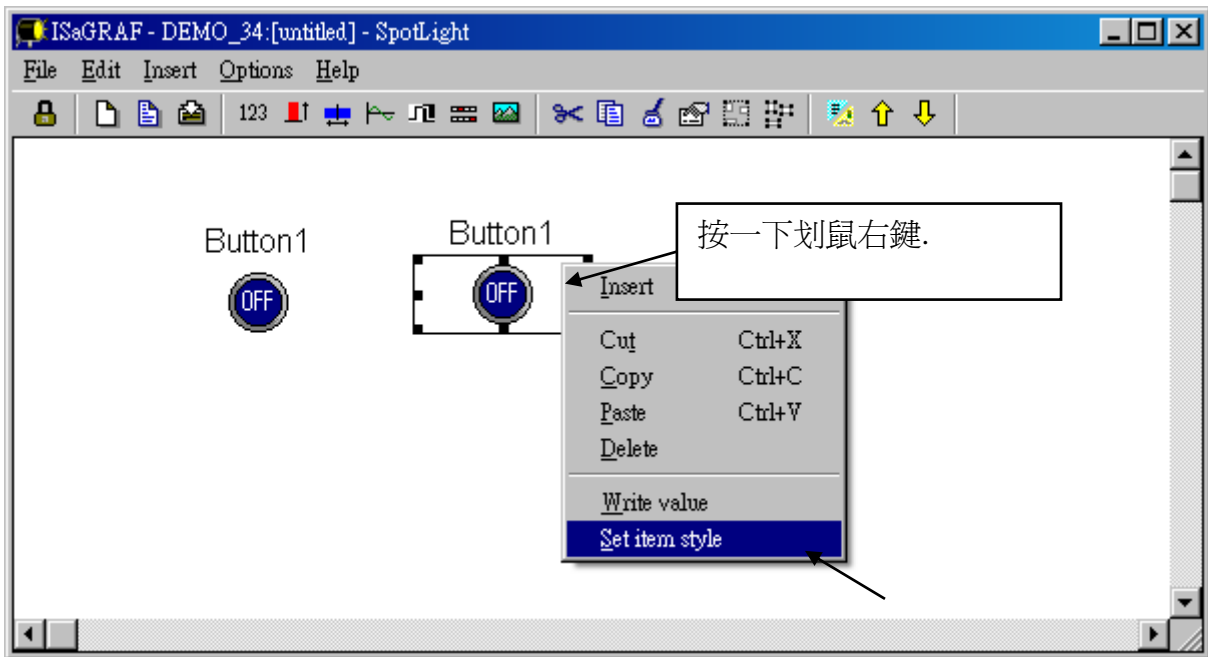 ISaGRAF - DEMO_34:[untitled] - SpotLight
File Edit Insert Options Help
123
Button1
Button1
OFF
OFF
按一下划鼠右鍵.
Insert
Cut Ctrl+X
Copy Ctrl+C
Paste Ctrl+V
Delete
Write value
Set item style